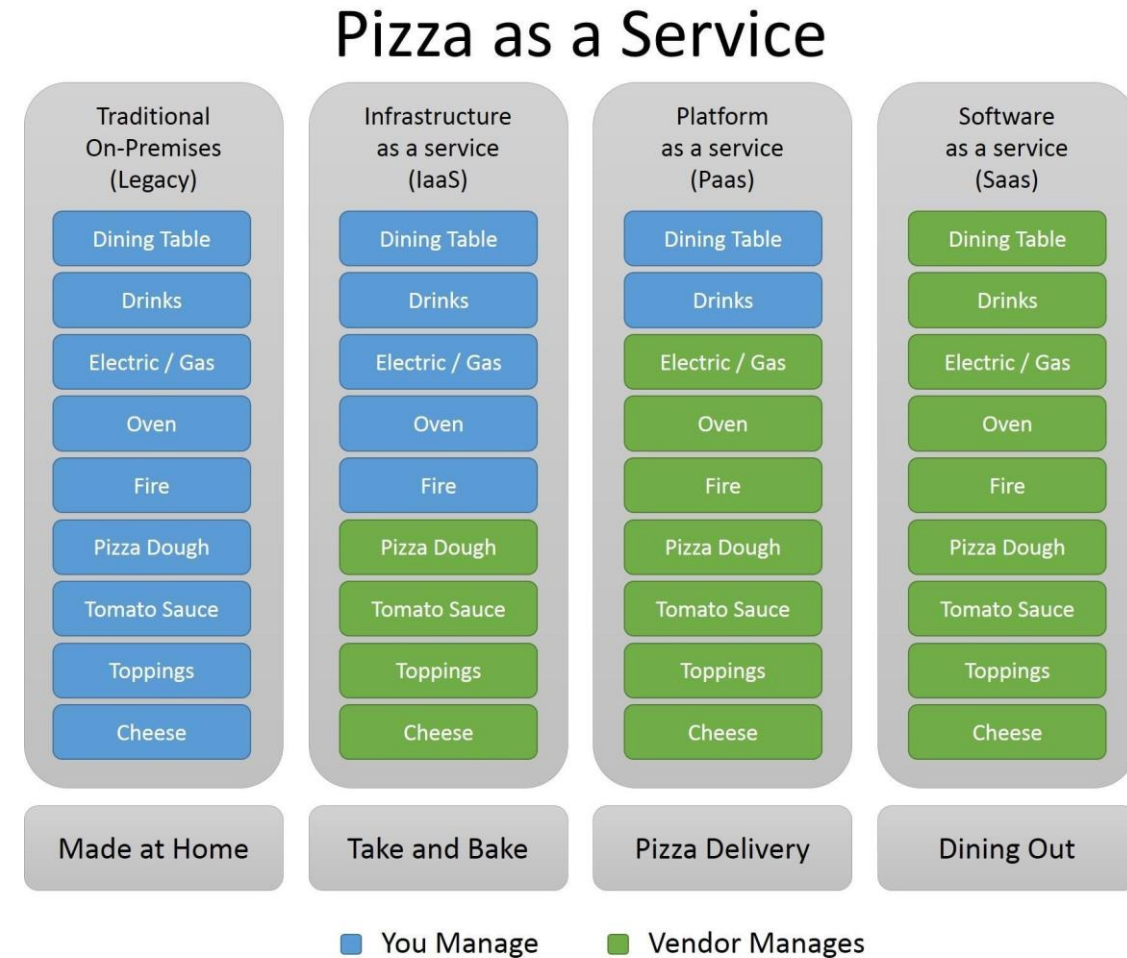 Pizza as a Service
Traditional
On-Premises
(Legacy)
Dining Table
Drinks
Electric / Gas
Oven
Fire
Pizza Dough
Tomato Sauce
Toppings
Cheese
Made at Home
Infrastructure
as a service
(IaaS)
Dining Table
Drinks
Electric / Gas
Oven
Fire
Pizza Dough
Tomato Sauce
Toppings
Cheese
Take and Bake
Platform
as a service
(Paas)
Dining Table
Drinks
Electric / Gas
Oven
Fire
Pizza Dough
Tomato Sauce
Toppings
Cheese
Pizza Delivery
Software
as a service
(Saas)
Dining Table
Drinks
Electric / Gas
Oven
Fire
Pizza Dough
Tomato Sauce
Toppings
Cheese
Dining Out
You Manage
Vendor Manages